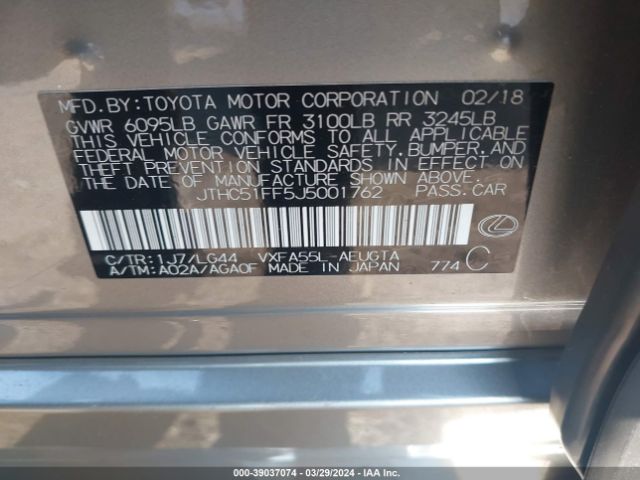 MFD.BY:TOYOTA MOTOR CORPORATION 02/18
GVWR 6095LB GAWR FR 3100LB RR 3245LB
THIS VEHICLE CONFORMS TO ALL APPLICABLE
FEDERAL MOTOR VEHICLE SAFETY,BUMPER,AND
THEFT PREVENTION STANDARDS IN EFFECT ON
THE DATE OF MANUFACTURE SHOWN ABOVE.
JTHC51FF5J5001762 PASS.CAR
C/TR:1J7/LG44 VXFA55L-AEUGTA
A/TM:A02A/AGA0F MADE IN JAPAN 774 C
000-39037074 | 03/29/2024 | IAA Inc.